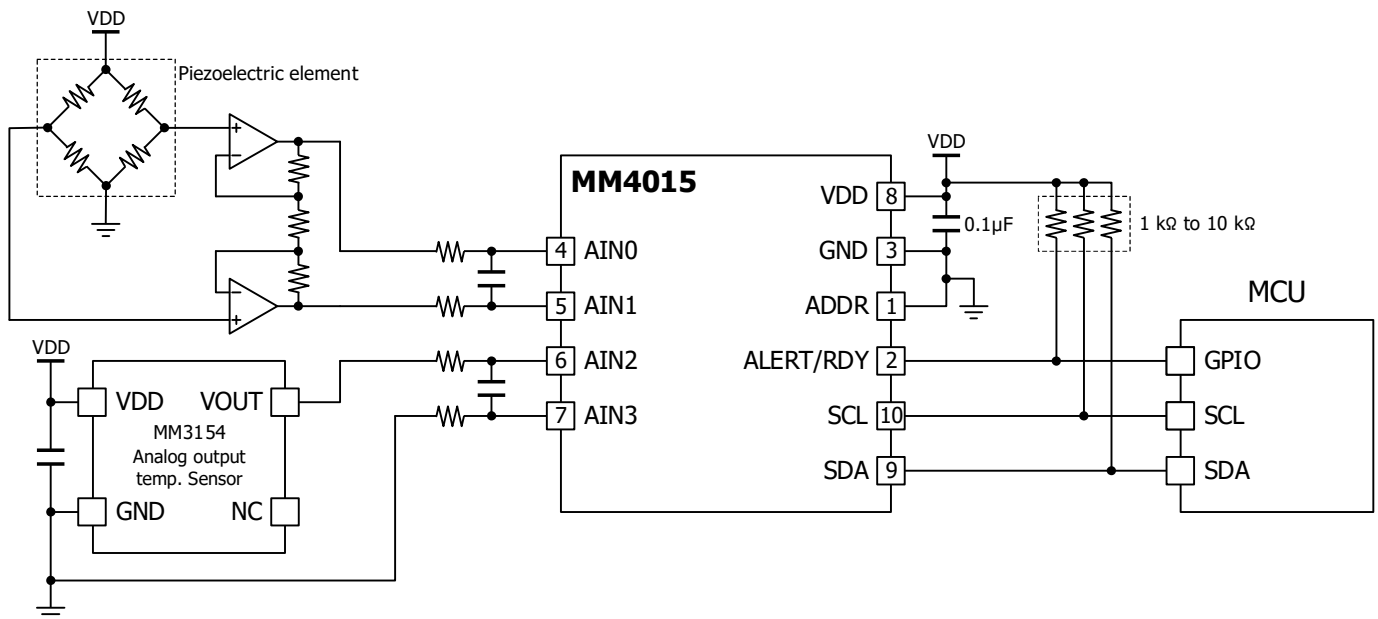 VDD
Piezoelectric element
+
−
−
+
MM4015
VDD
VDD 8
0.1µF
1 kΩ to 10 kΩ
4 AIN0
GND 3
5 AIN1
ADDR 1
MCU
VDD
6 AIN2
ALERT/RDY 2
GPIO
VDD VOUT
7 AIN3
SCL 10
SCL
MM3154
Analog output
temp. Sensor
SDA 9
SDA
GND NC